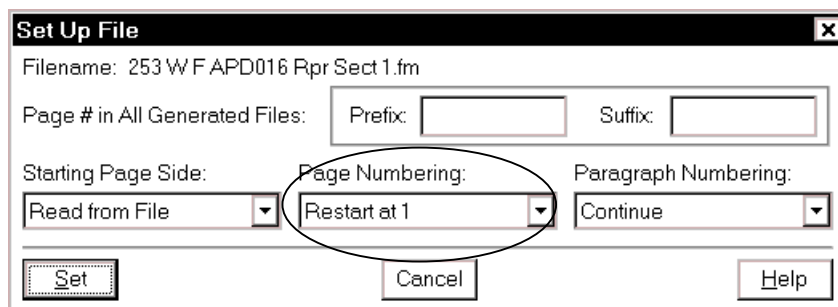 Set Up File
Filename: 253 W F APD016 Rpr Sect 1.fm
Page # in All Generated Files: Prefix: Suffix:
Starting Page Side: Page Numbering: Paragraph Numbering:
Read from File Restart at 1 Continue
Set Cancel Help